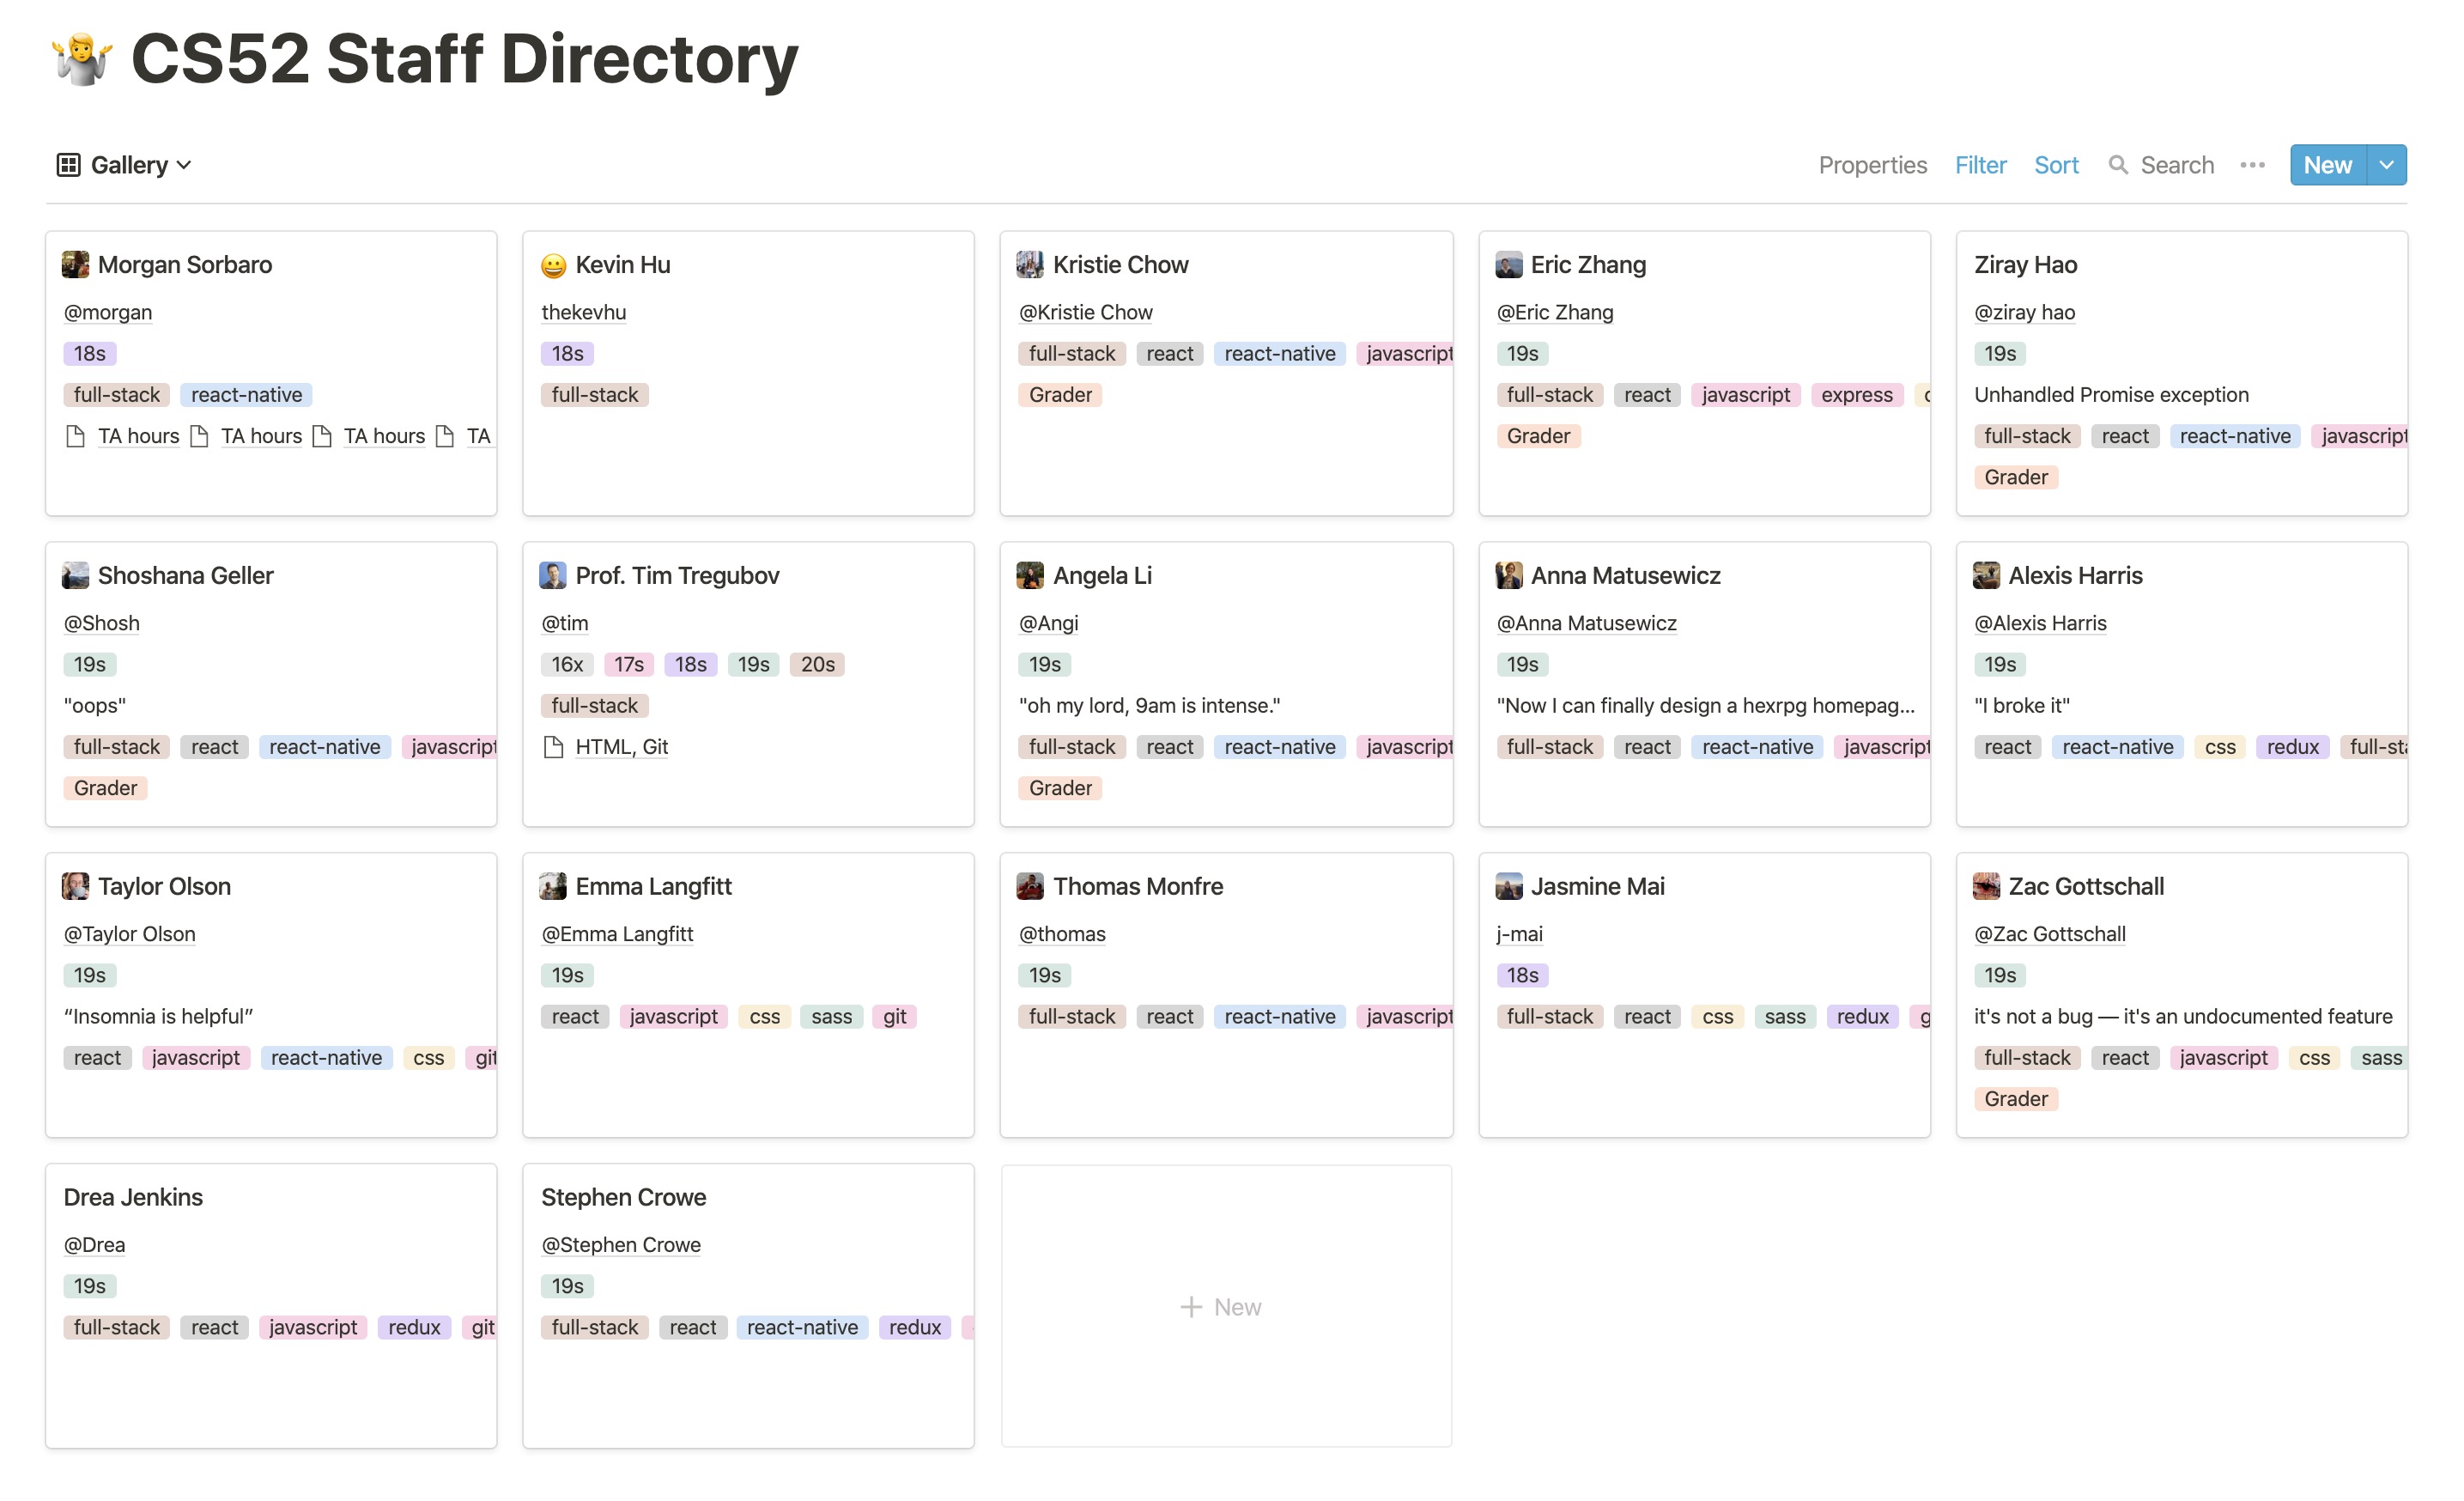 CS52 Staff Directory
Gallery
Properties Filter Sort Search New
Morgan Sorbaro
@morgan
18s
full-stack react-native
TA hours TA hours TA hours TA
Kevin Hu
thekevhu
18s
full-stack
Kristie Chow
@Kristie Chow
full-stack react react-native javascript
Grader
Eric Zhang
@Eric Zhang
19s
full-stack react javascript express
Grader
Ziray Hao
@ziray hao
19s
Unhandled Promise exception
full-stack react react-native javascript
Grader
Shoshana Geller
@Shosh
19s
"oops"
full-stack react react-native javascript
Grader
Prof. Tim Tregubov
@tim
16x 17s 18s 19s 20s
full-stack
HTML, Git
Angela Li
@Angi
19s
"oh my lord, 9am is intense."
full-stack react react-native javascript
Grader
Anna Matusewicz
@Anna Matusewicz
19s
"Now I can finally design a hexrpg homepag...
full-stack react react-native javascript
Alexis Harris
@Alexis Harris
19s
"I broke it"
react react-native css redux full-sta
Taylor Olson
@Taylor Olson
19s
“Insomnia is helpful”
react javascript react-native css git
Emma Langfitt
@Emma Langfitt
19s
react javascript css sass git
Thomas Monfre
@thomas
19s
full-stack react react-native javascript
Jasmine Mai
j-mai
18s
full-stack react css sass redux g
Zac Gottschall
@Zac Gottschall
19s
it's not a bug — it's an undocumented feature
full-stack react javascript css sass
Grader
Drea Jenkins
@Drea
19s
full-stack react javascript redux git
Stephen Crowe
@Stephen Crowe
19s
full-stack react react-native redux
New